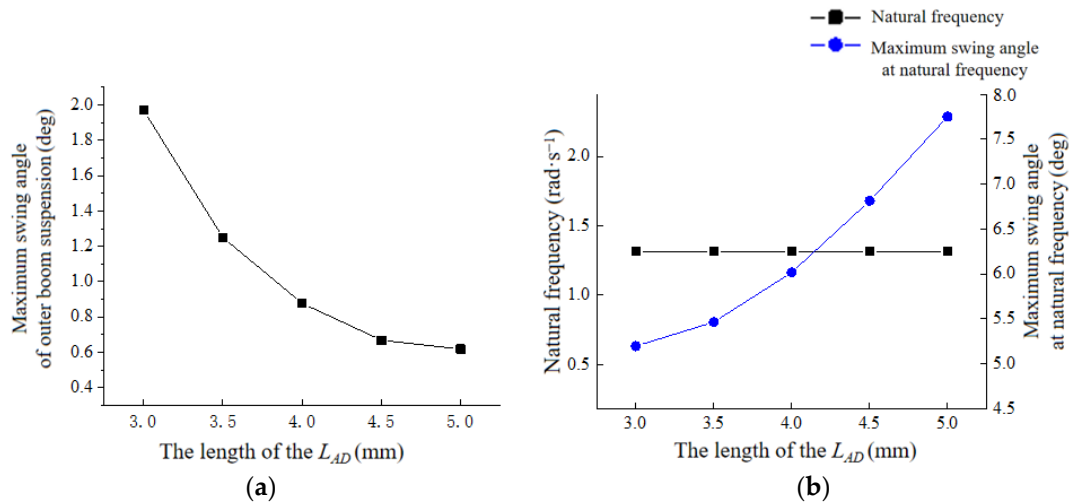 Maximum swing angle
of outer boom suspension (deg)
2.0
1.8
1.6
1.4
1.2
1.0
0.8
0.6
0.4
3.0 3.5 4.0 4.5 5.0
The length of the L_AD (mm)
(a)
Natural frequency
Maximum swing angle
at natural frequency
Natural frequency (rad·s⁻¹)
2.0
1.5
1.0
0.5
8.0
7.5
7.0
6.5
6.0
5.5
5.0
4.5
Maximum swing angle
at natural frequency (deg)
3.0 3.5 4.0 4.5 5.0
The length of the L_AD (mm)
(b)